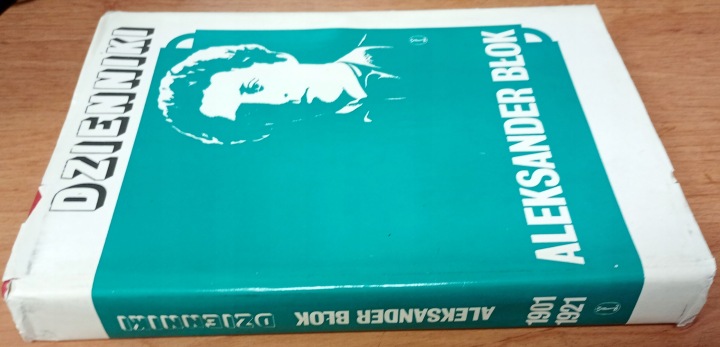 DZIENNIKI
ALEKSANDER BŁOK
ALEKSANDER BŁOK
DZIENNIKI
1901
1921